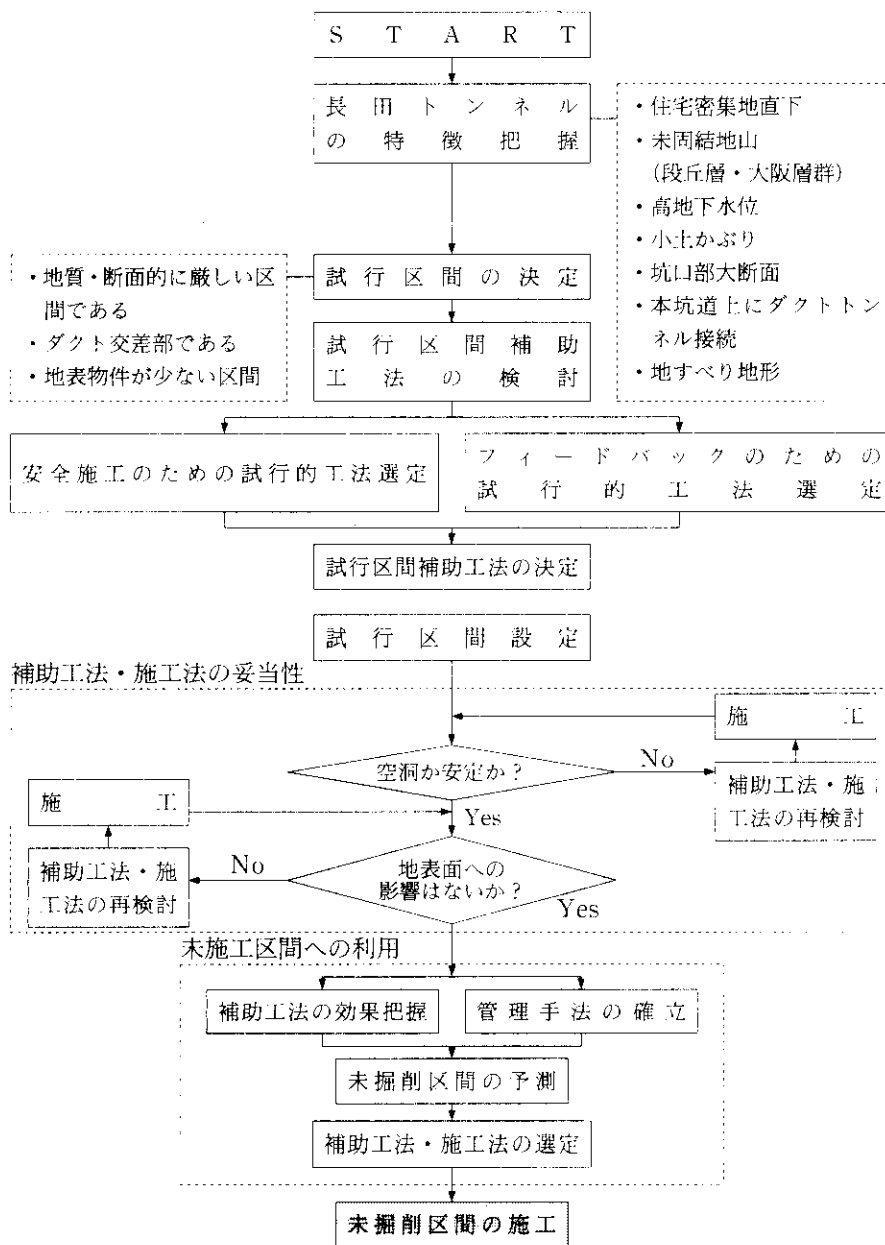 START
長田トンネル
の特徴把握
・住宅密集地直下
・未固結地山
(段丘層・大阪層群)
・高地下水位
・小土かぶり
・坑口部大断面
・本坑道上にダクトトン
ネル接続
・地すべり地形
試行区間の決定
・地質・断面的に厳しい区
間である
・ダクト交差部である
・地表物件が少ない区間
試行区間補助
工法の検討
安全施工のための試行的工法選定
フィードバックのための
試行的工法選定
試行区間補助工法の決定
試行区間設定
補助工法・施工法の妥当性
施工
空洞か安定か?
No
補助工法・施
工法の再検討
Yes
施工
地表面への
影響はないか?
No
補助工法・施
工法の再検討
Yes
未施工区間への利用
補助工法の効果把握
管理手法の確立
未掘削区間の予測
補助工法・施工法の選定
未掘削区間の施工